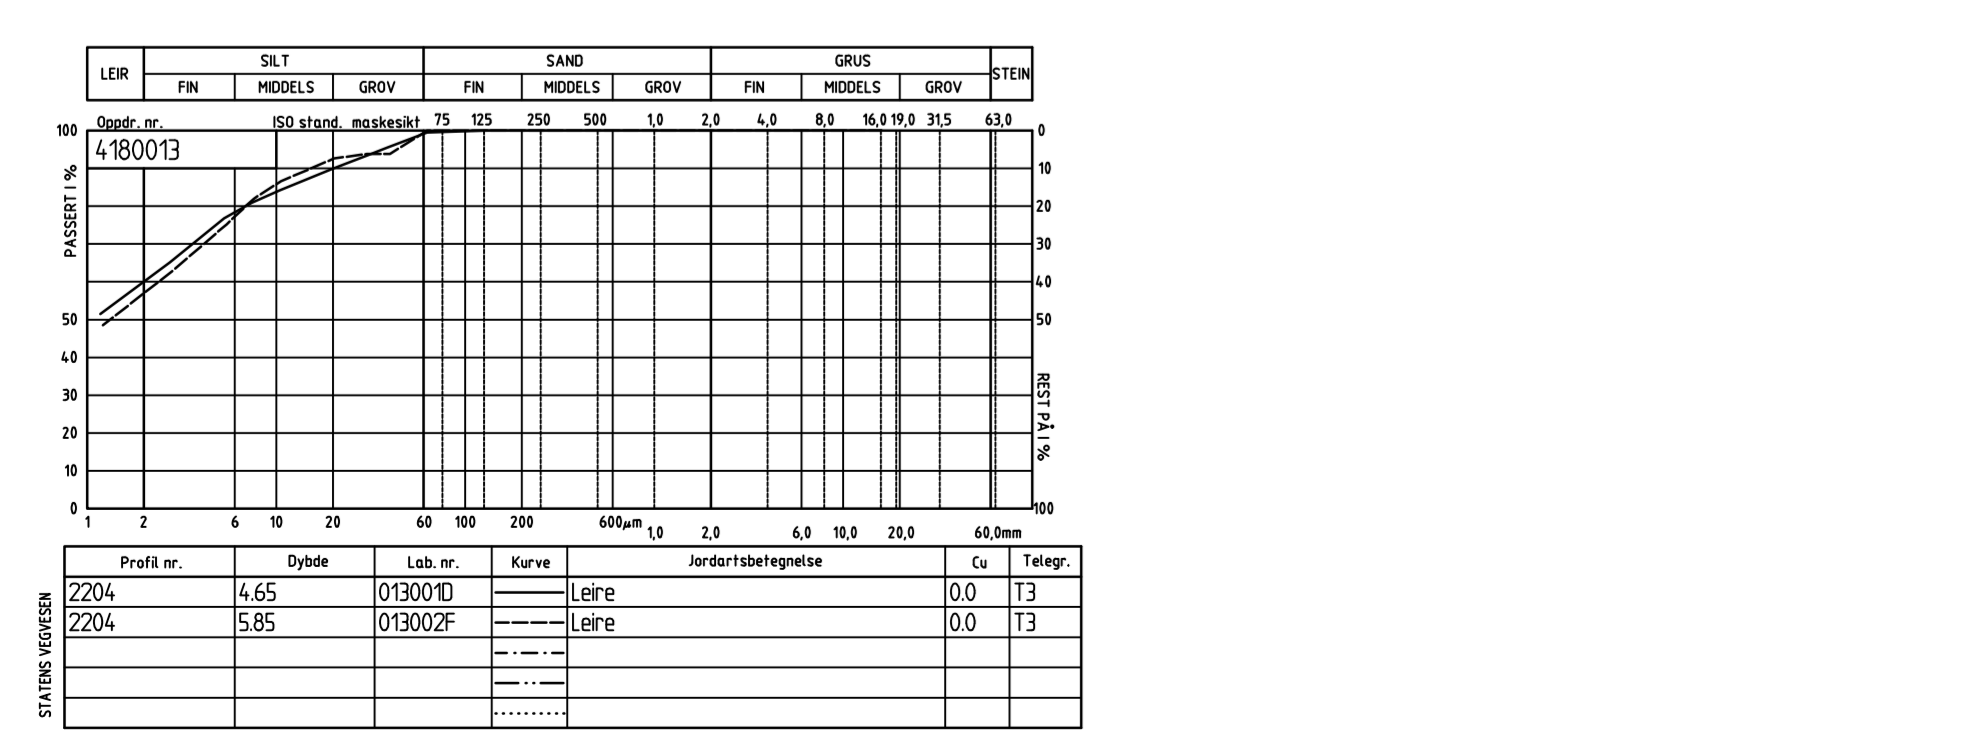 LEIR SILT SAND GRUS STEIN
FIN MIDDELS GROV FIN MIDDELS GROV FIN MIDDELS GROV
Oppdr. nr. ISO stand. maskesikt 75 125 250 500 1,0 2,0 4,0 8,0 16,0 19,0 31,5 63,0
4180013
PASSERT I %
100
50
40
30
20
10
0
0
10
20
30
40
50
100
REST PÅ I %
1 2 6 10 20 60 100 200 600μm 1,0 2,0 6,0 10,0 20,0 60,0mm
STATENS VEGVESEN
Profil nr. Dybde Lab. nr. Kurve Jordartsbetegnelse Cu Telegr.
2204 4.65 013001D Leire 0.0 T3
2204 5.85 013002F Leire 0.0 T3